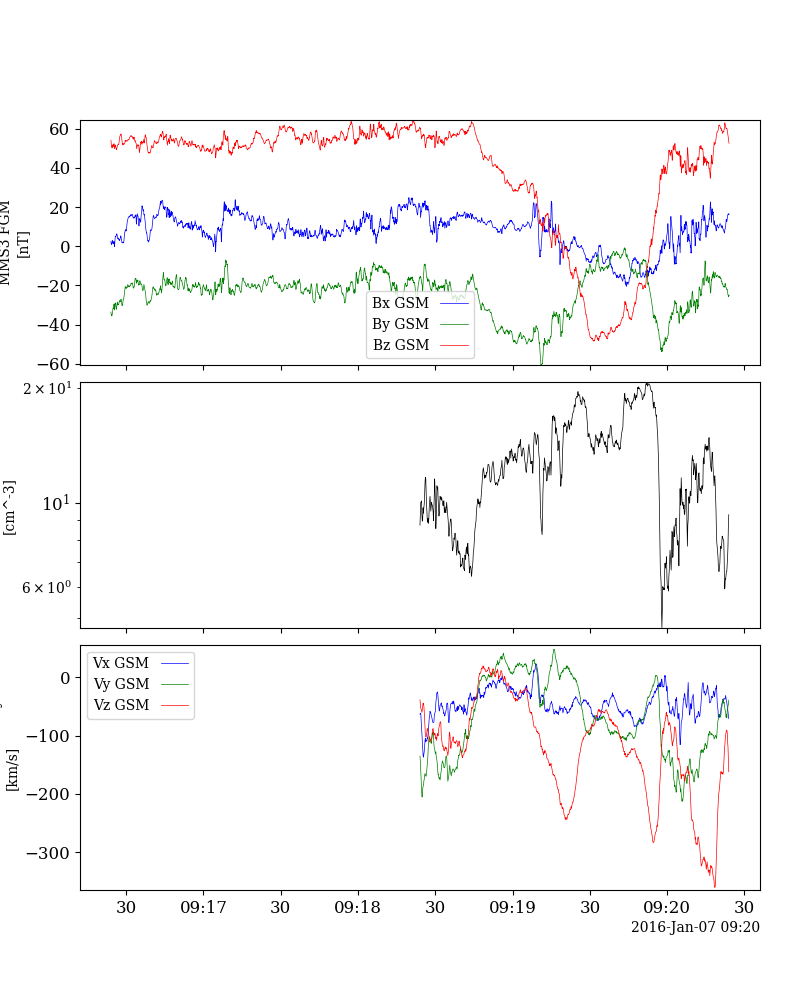 60
40
20
0
−20
−40
−60
MMS3 FGM
[nT]
Bx GSM
By GSM
Bz GSM
2×10¹
10¹
6×10⁰
[cm^-3]
Vx GSM
Vy GSM
Vz GSM
0
−100
−200
−300
[km/s]
30 09:17 30 09:18 30 09:19 30 09:20 30
2016-Jan-07 09:20